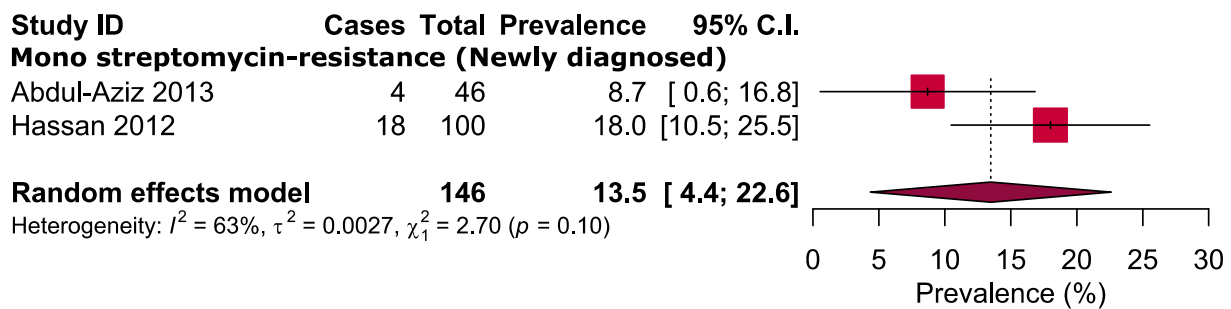 Study ID Cases Total Prevalence 95% C.I.
Mono streptomycin-resistance (Newly diagnosed)
Abdul-Aziz 2013 4 46 8.7 [ 0.6; 16.8]
Hassan 2012 18 100 18.0 [10.5; 25.5]
Random effects model 146 13.5 [ 4.4; 22.6]
Heterogeneity: I² = 63%, τ² = 0.0027, χ²₁ = 2.70 (p = 0.10)
0 5 10 15 20 25 30
Prevalence (%)